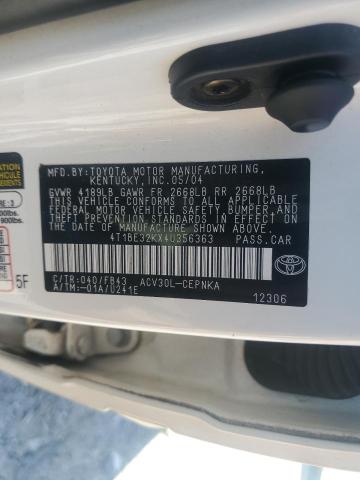 MFD. BY: TOYOTA MOTOR MANUFACTURING,
KENTUCKY, INC. 05/04
GVWR 4189LB GAWR FR 2668LB RR 2668LB
THIS VEHICLE CONFORMS TO ALL APPLICABLE
FEDERAL MOTOR VEHICLE SAFETY, BUMPER, AND
THEFT PREVENTION STANDARDS IN EFFECT ON
THE DATE OF MANUFACTURE SHOWN ABOVE.
4T1BE32KX4U356363 PASS.CAR
C/TR: 040/FB43 ACV30L-CEPNKA
A/TM: -01A/U241E
12306
5F